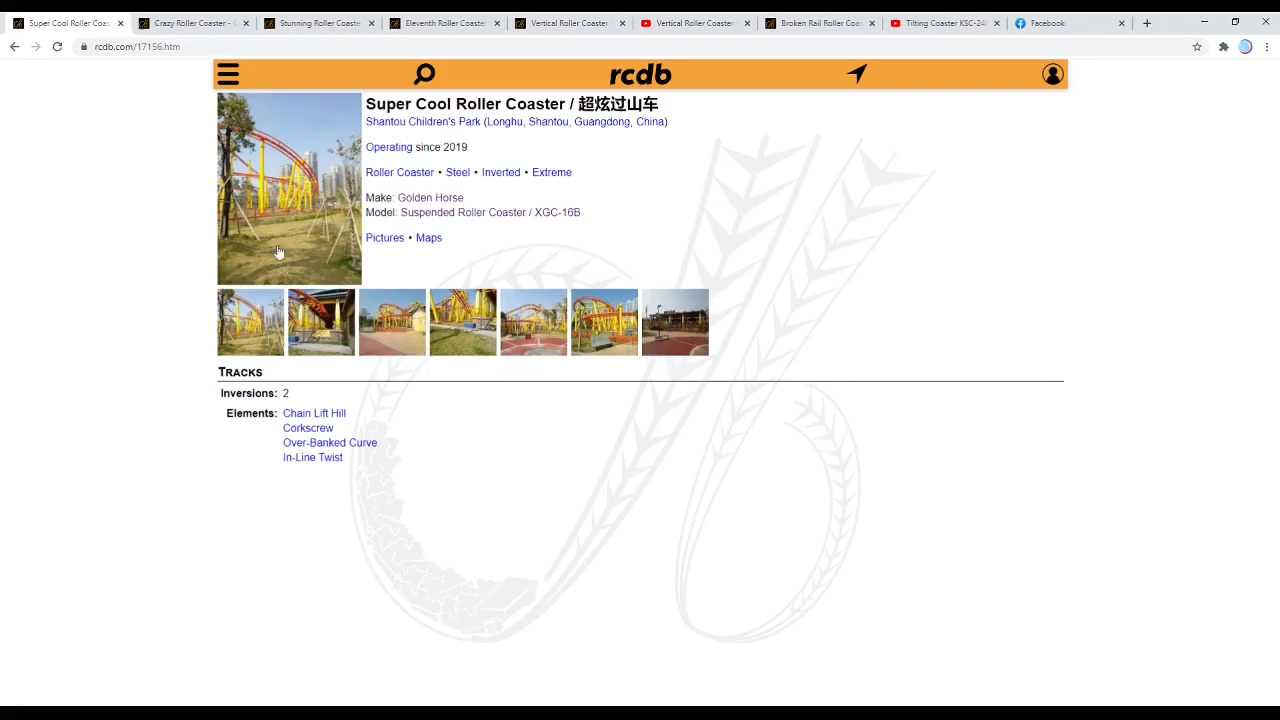 Super Cool Roller Coas
Crazy Roller Coaster - C
Stunning Roller Coaster
Eleventh Roller Coaster
Vertical Roller Coaster -
Vertical Roller Coaster
Broken Rail Roller Coas
Tilting Coaster KSC-24
Facebook
rcdb.com/17156.htm
rcdb
Super Cool Roller Coaster / 超炫过山车
Shantou Children's Park (Longhu, Shantou, Guangdong, China)
Operating since 2019
Roller Coaster • Steel • Inverted • Extreme
Make: Golden Horse
Model: Suspended Roller Coaster / XGC-16B
Pictures • Maps
Tracks
Inversions: 2
Elements: Chain Lift Hill
Corkscrew
Over-Banked Curve
In-Line Twist